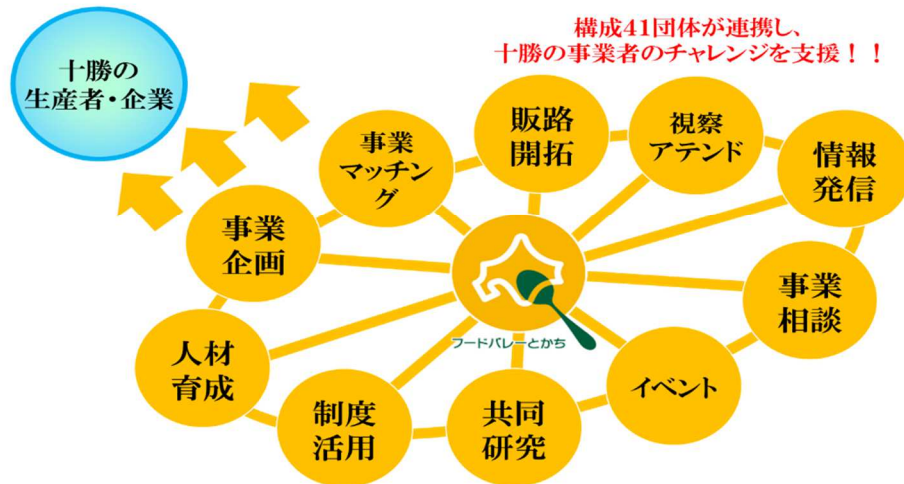 構成41団体が連携し、
十勝の事業者のチャレンジを支援！！
十勝の
生産者・企業
事業
マッチン
グ
販路
開拓
視察
アテンド
情報
発信
事業
企画
事業
相談
フードバレーとかち
人材
育成
イベント
制度
活用
共同
研究